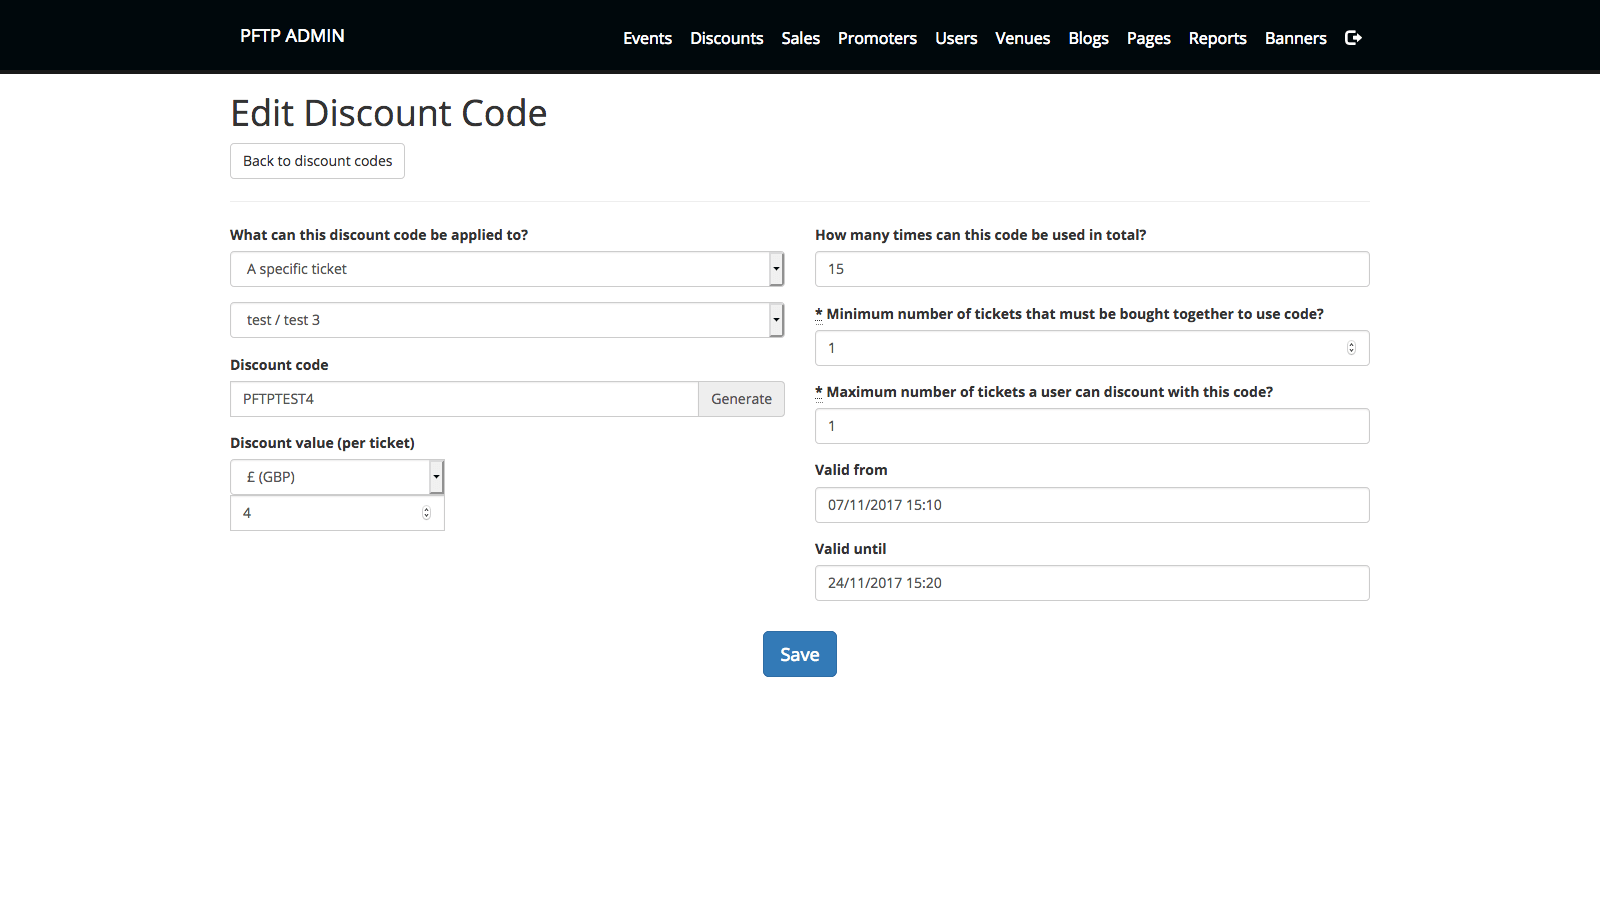 PFTP ADMIN
Events Discounts Sales Promoters Users Venues Blogs Pages Reports Banners
Edit Discount Code
Back to discount codes
What can this discount code be applied to?
A specific ticket
test / test 3
Discount code
PFTPTEST4
Generate
Discount value (per ticket)
£ (GBP)
4
How many times can this code be used in total?
15
* Minimum number of tickets that must be bought together to use code?
1
* Maximum number of tickets a user can discount with this code?
1
Valid from
07/11/2017 15:10
Valid until
24/11/2017 15:20
Save